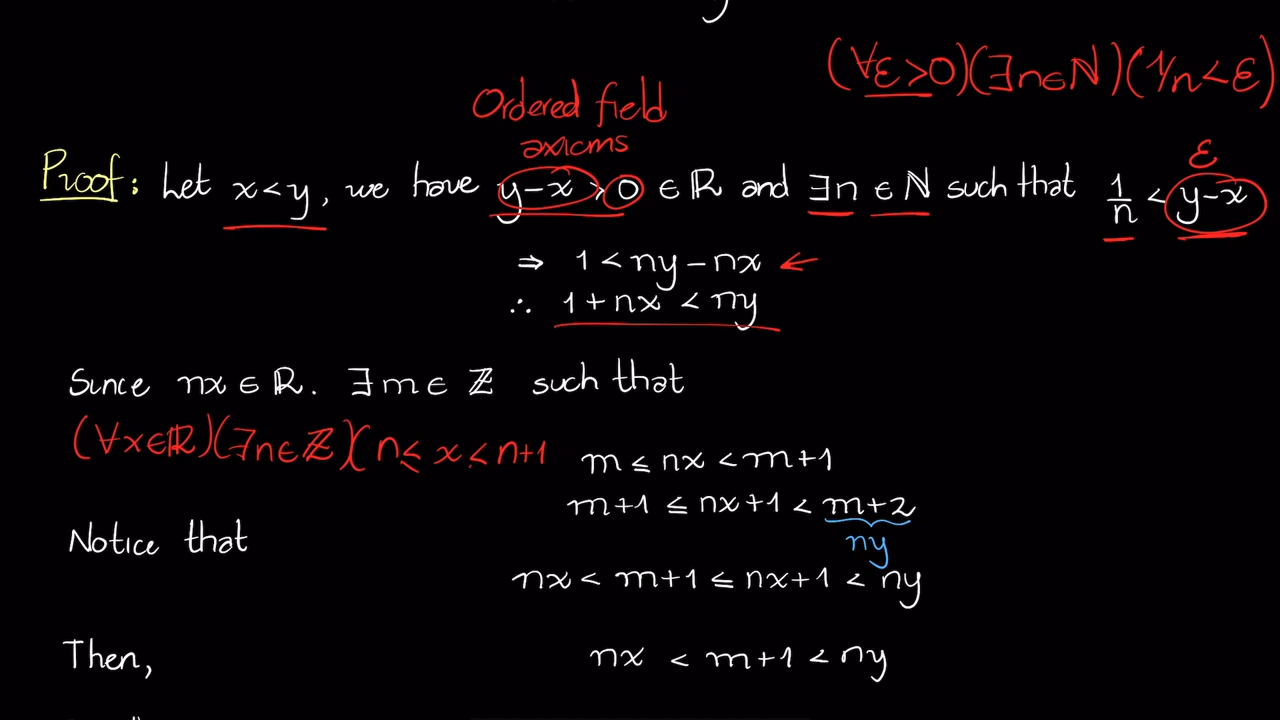 (∀ε>0)(∃n∈ℕ)(1/n<ε)
Ordered field
axioms
ε
Proof: Let x<y, we have y-x>0 ∈ℝ and ∃n∈ℕ such that 1/n < y-x
⇒ 1<ny-nx ←
∴ 1+nx<ny
Since nx∈ℝ. ∃m∈ℤ such that
(∀x∈ℝ)(∃n∈ℤ)(n≤x<n+1
m≤nx<m+1
m+1≤nx+1<m+2
ny
Notice that
nx<m+1≤nx+1<ny
Then, nx<m+1<ny